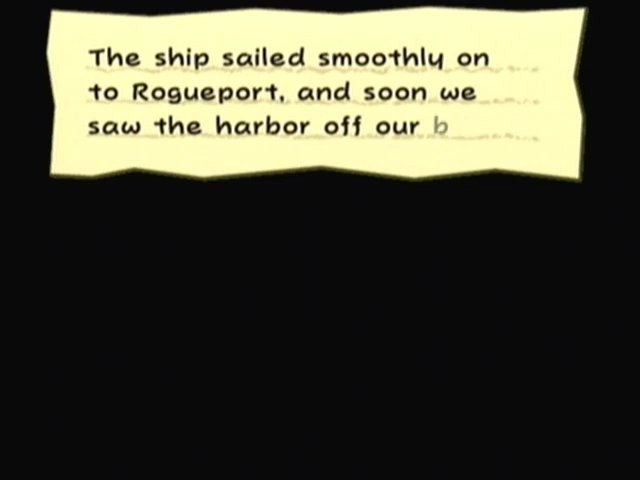 The ship sailed smoothly on
to Rogueport, and soon we
saw the harbor off our b